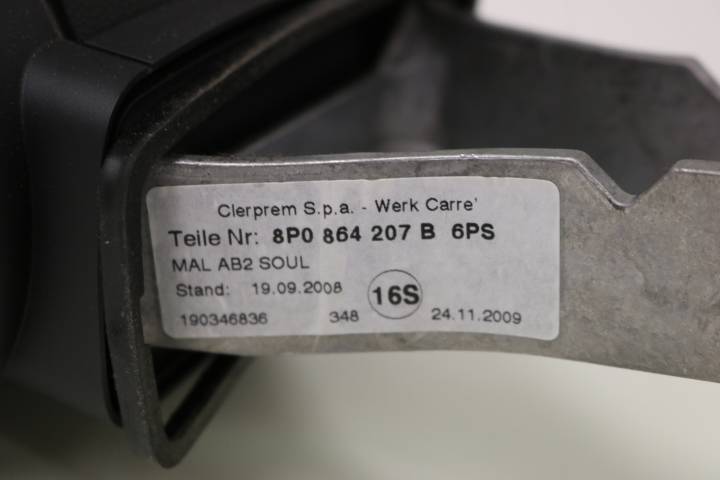 Clerprem S.p.a. - Werk Carre'
Teile Nr: 8P0 864 207 B 6PS
MAL AB2 SOUL
Stand: 19.09.2008 16S
190346836 348 24.11.2009